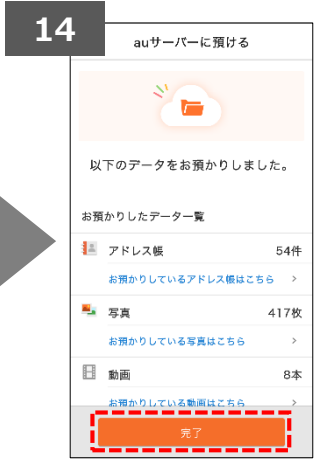 14
auサーバーに預ける
以下のデータをお預かりしました。
お預かりしたデータ一覧
アドレス帳 54件
お預かりしているアドレス帳はこちら
写真 417枚
お預かりしている写真はこちら
動画 8本
お預かりしている動画はこちら
完了